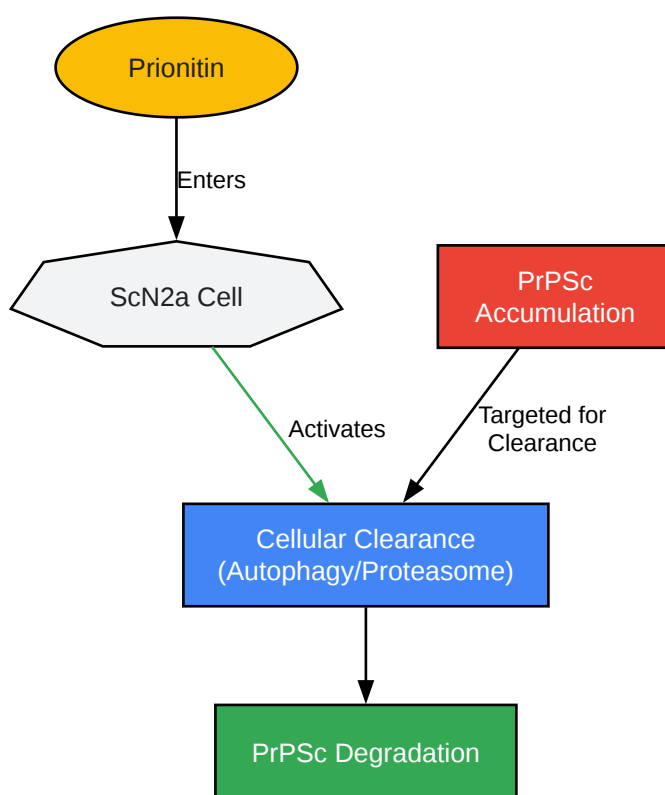 Prionitin
Enters
ScN2a Cell
PrPSc
Accumulation
Activates
Targeted for
Clearance
Cellular Clearance
(Autophagy/Proteasome)
PrPSc Degradation